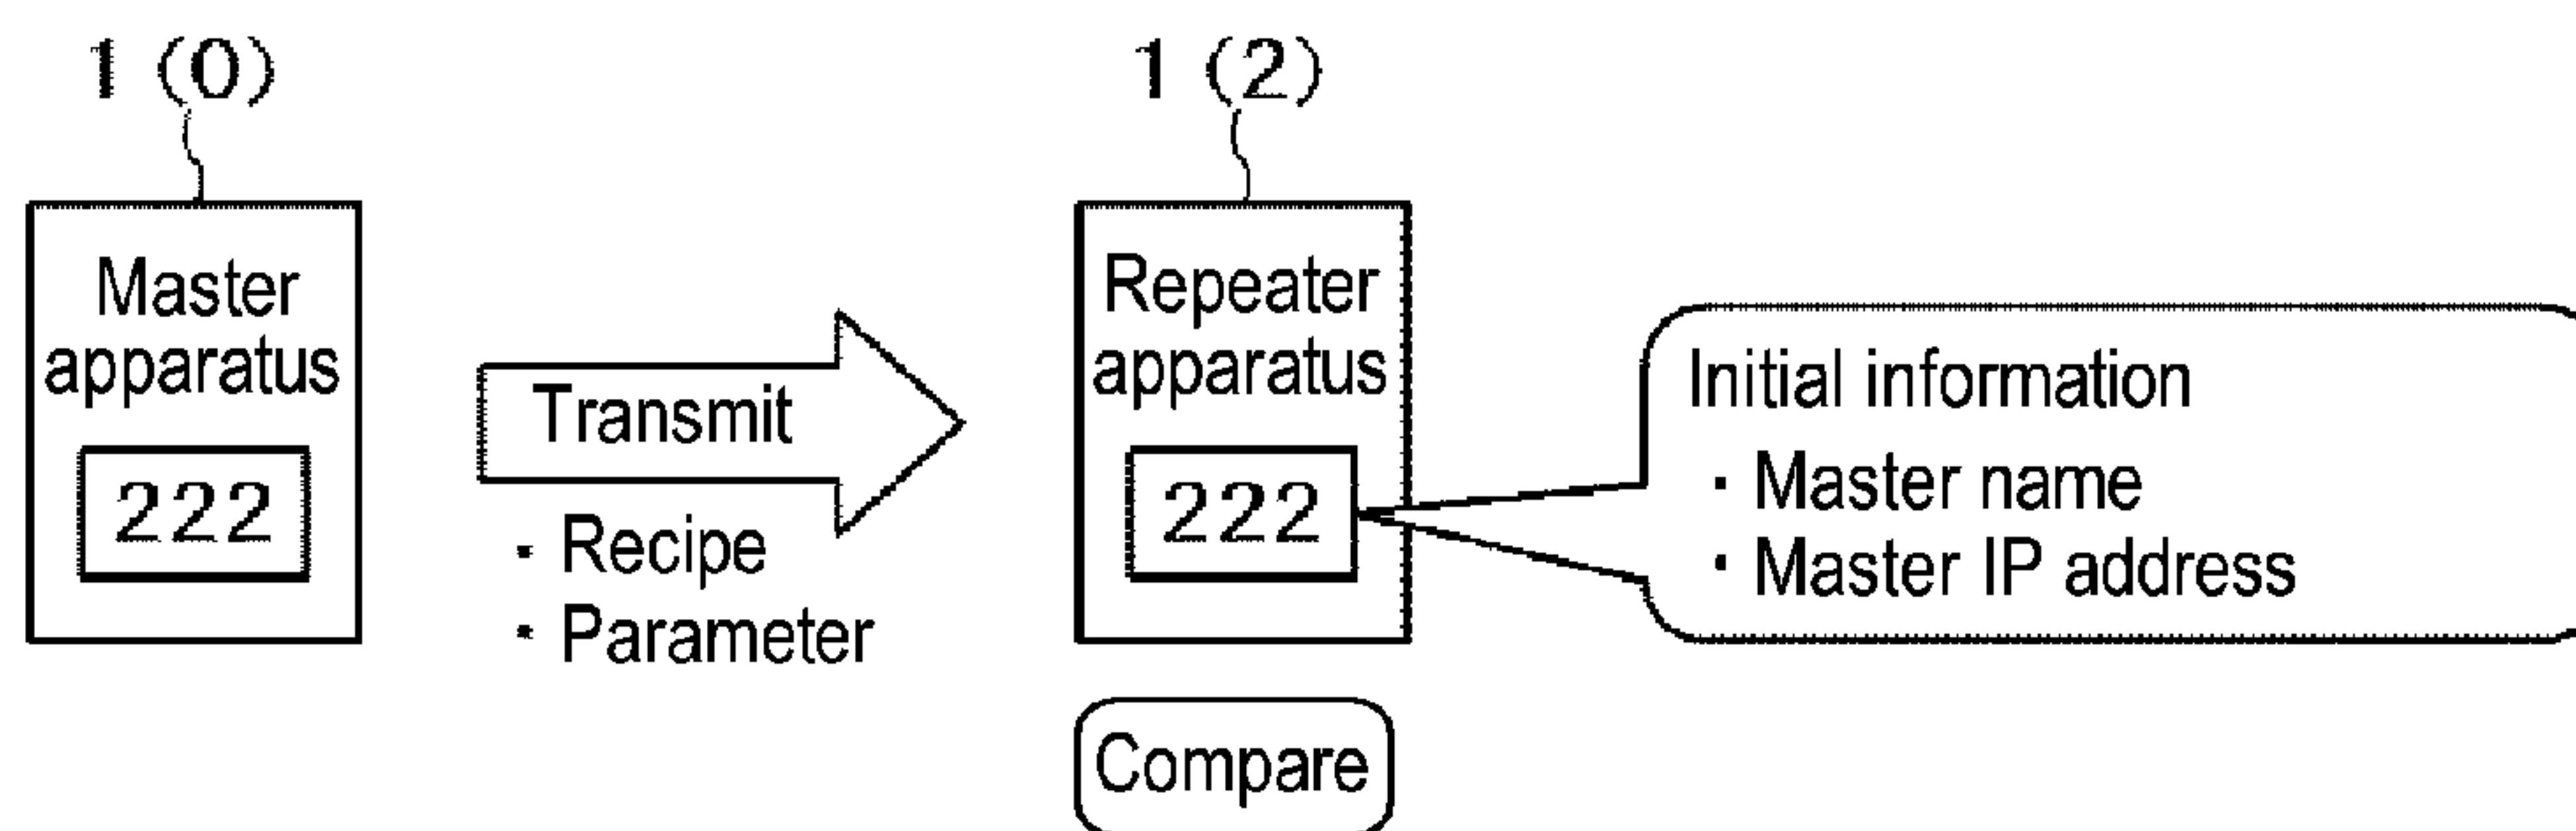 1 (0)
1 (2)
Master
apparatus
222
Transmit
・Recipe
・Parameter
Repeater
apparatus
222
Initial information
・Master name
・Master IP address
Compare